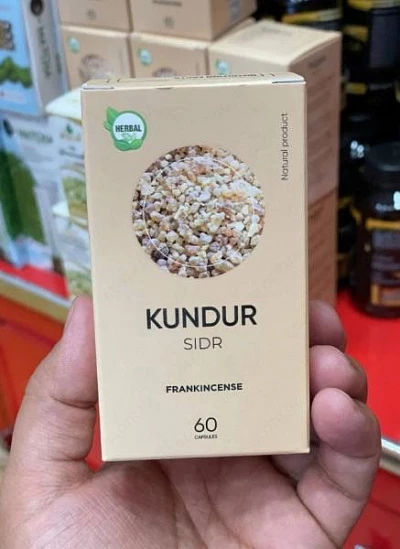 HERBAL
Natural product
KUNDUR
SIDR
FRANKINCENSE
60
CAPSULES